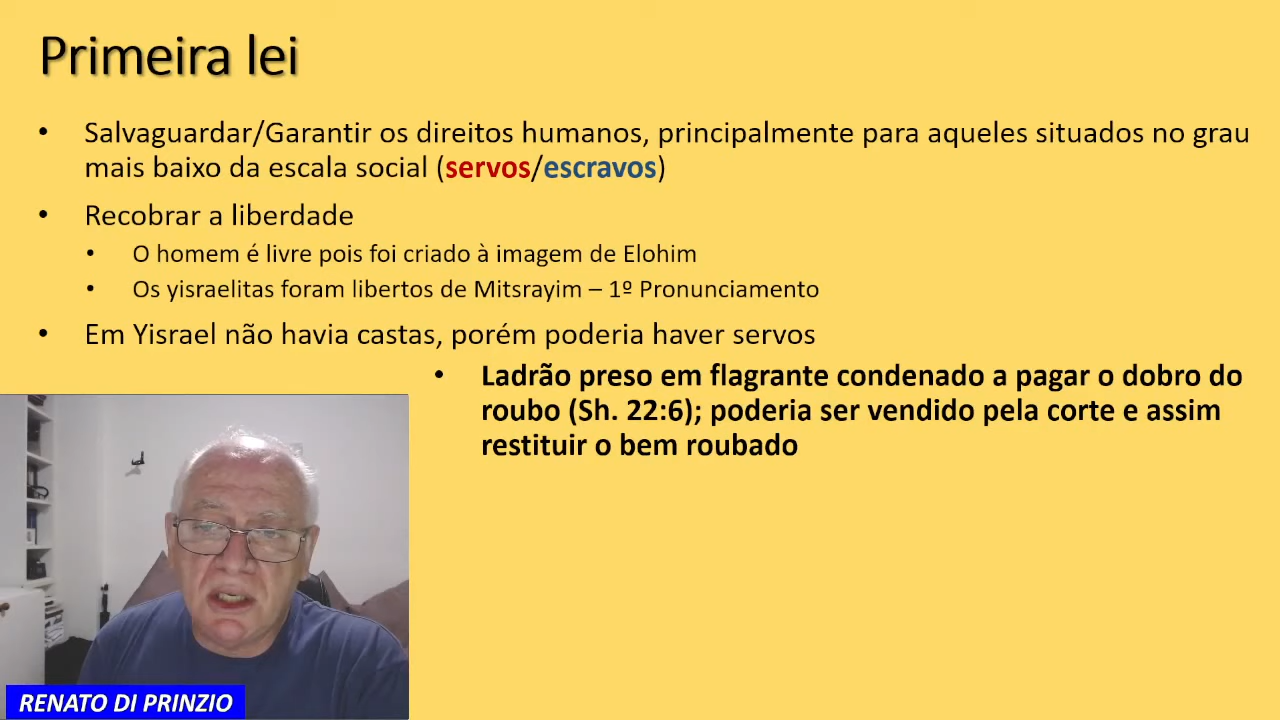 Primeira lei
• Salvaguardar/Garantir os direitos humanos, principalmente para aqueles situados no grau
mais baixo da escala social (servos/escravos)
• Recobrar a liberdade
• O homem é livre pois foi criado à imagem de Elohim
• Os yisraelitas foram libertos de Mitsrayim – 1º Pronunciamento
• Em Yisrael não havia castas, porém poderia haver servos
• Ladrão preso em flagrante condenado a pagar o dobro do
roubo (Sh. 22:6); poderia ser vendido pela corte e assim
restituir o bem roubado
RENATO DI PRINZIO